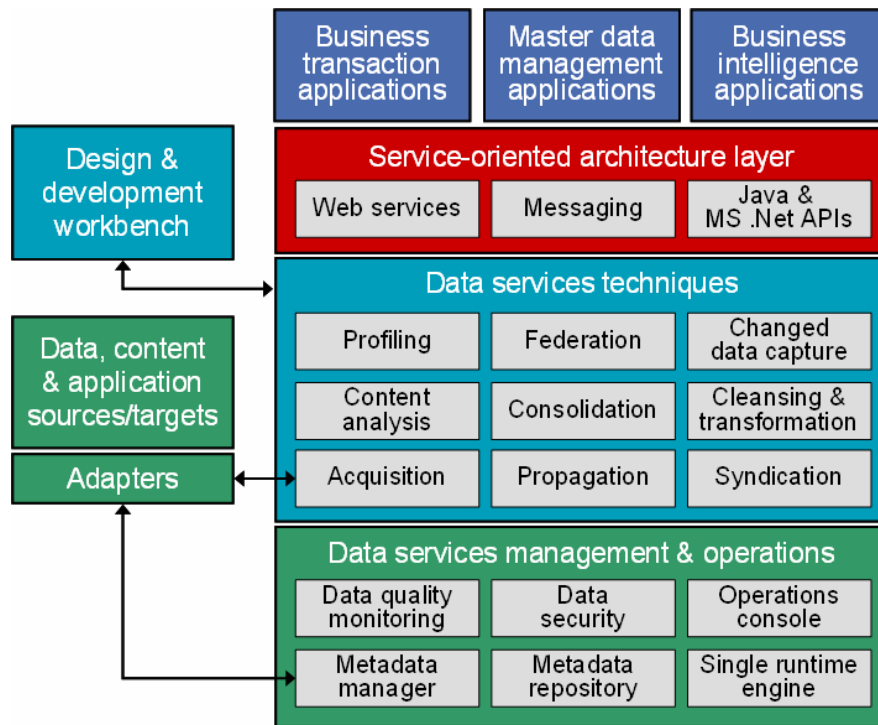 Business
transaction
applications
Master data
management
applications
Business
intelligence
applications
Design &
development
workbench
Service-oriented architecture layer
Web services
Messaging
Java &
MS .Net APIs
Data services techniques
Profiling
Federation
Changed
data capture
Data, content
& application
sources/targets
Content
analysis
Consolidation
Cleansing &
transformation
Adapters
Acquisition
Propagation
Syndication
Data services management & operations
Data quality
monitoring
Data
security
Operations
console
Metadata
manager
Metadata
repository
Single runtime
engine